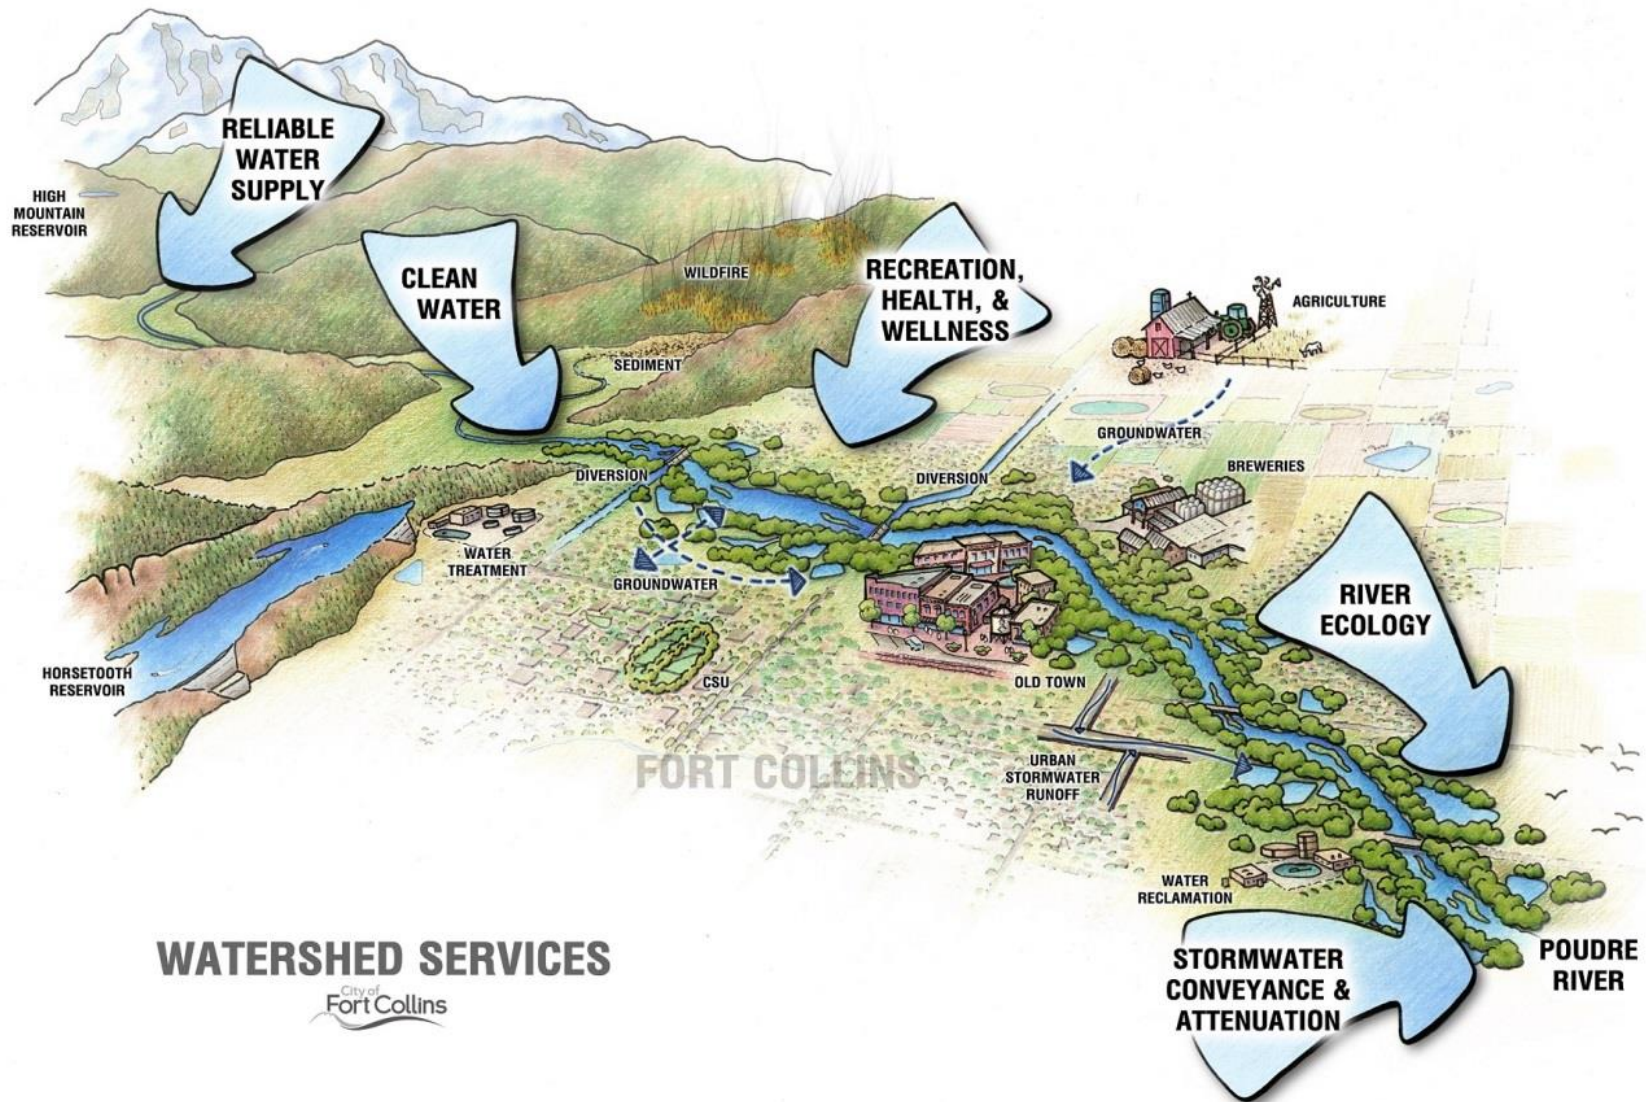 RELIABLE
WATER
SUPPLY
HIGH
MOUNTAIN
RESERVOIR
CLEAN
WATER
WILDFIRE
RECREATION,
HEALTH, &
WELLNESS
AGRICULTURE
SEDIMENT
GROUNDWATER
DIVERSION
DIVERSION
BREWERIES
WATER
TREATMENT
GROUNDWATER
RIVER
ECOLOGY
HORSETOOTH
RESERVOIR
CSU
OLD TOWN
FORT COLLINS
URBAN
STORMWATER
RUNOFF
WATER
RECLAMATION
WATERSHED SERVICES
City of
Fort Collins
STORMWATER
CONVEYANCE &
ATTENUATION
POUDRE
RIVER